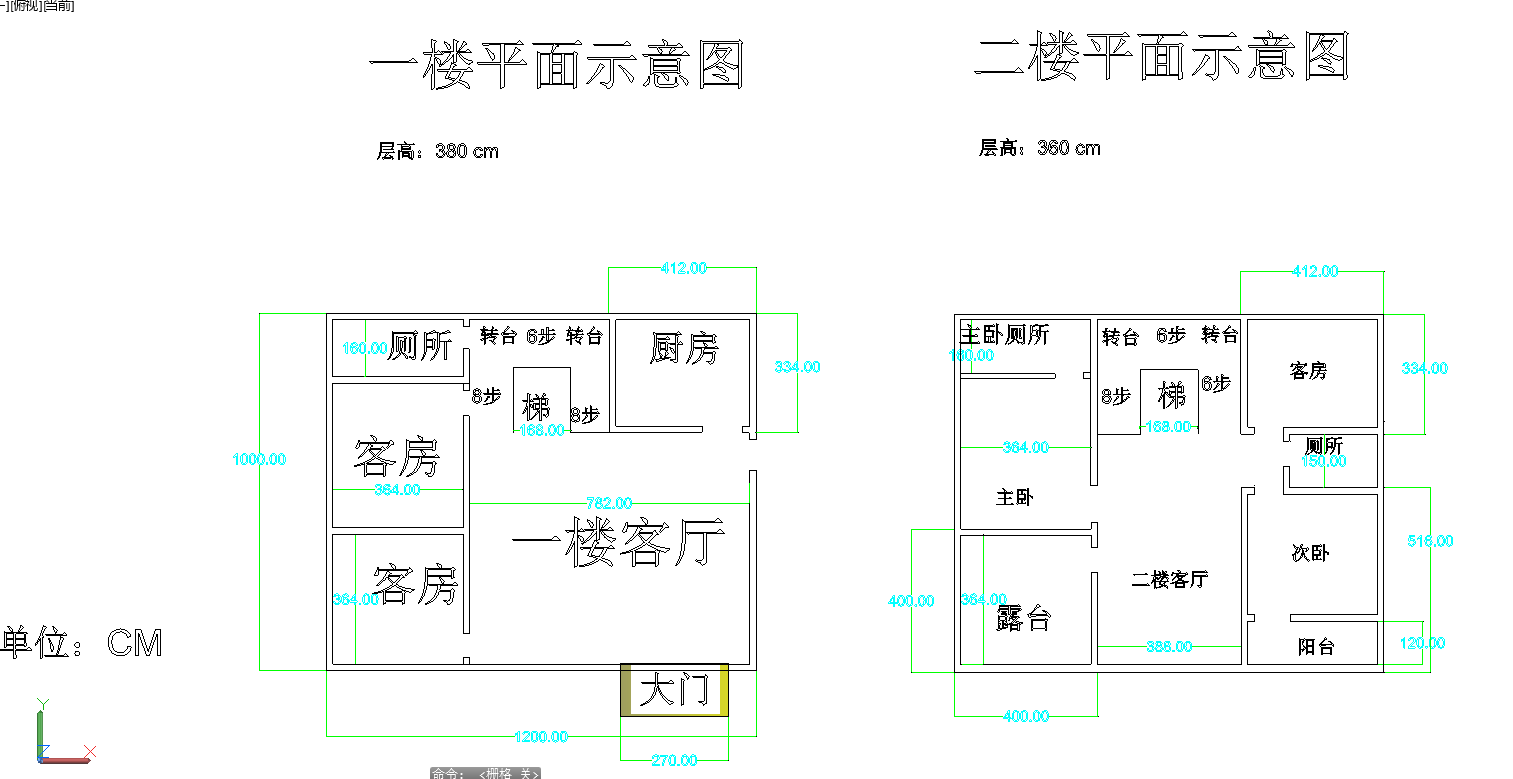 -][俯视][当前]
一楼平面示意图
二楼平面示意图
层高：380 cm
层高：360 cm
412.00
厕所
160.00
转台 6步 转台
厨房
334.00
8步
梯
8步
168.00
客房
1000.00
364.00
782.00
一楼客厅
客房
364.00
单位：CM
大门
1200.00
270.00
412.00
主卧厕所
160.00
转台 6步 转台
客房
334.00
8步
梯
6步
168.00
364.00
厕所
150.00
主卧
次卧
516.00
二楼客厅
400.00
364.00
露台
388.00
阳台
120.00
400.00
Y
X
Z
命令： <栅格 关>